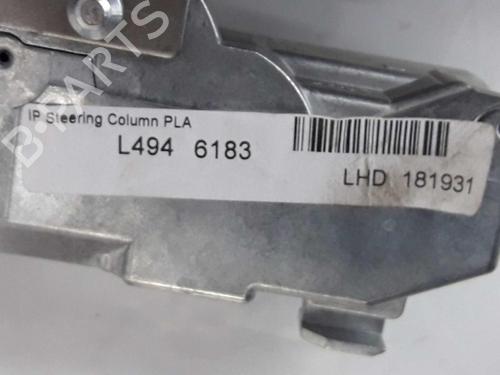 B-PARTS
IP Steering Column PLA
L494 6183
LHD 181931